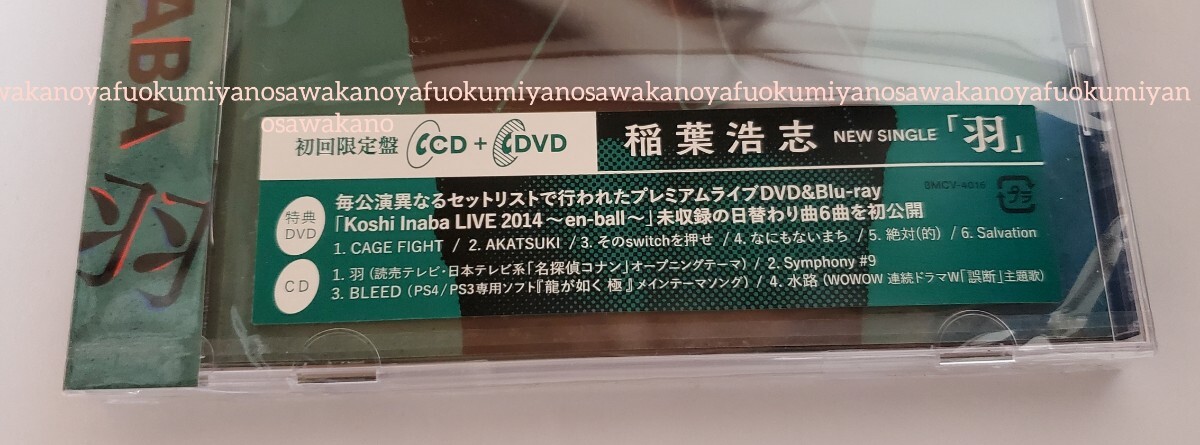 ABA 羽
wakanoyafuokumiyanosawakanoyafuokumiyanosawakanoyafuokumiyan
osawakano
初回限定盤 CD + DVD
稲葉浩志 NEW SINGLE「羽」
BMCV-4016
プラ
特典
DVD
毎公演異なるセットリストで行われたプレミアムライブDVD&Blu-ray
「Koshi Inaba LIVE 2014 〜en-ball〜」未収録の日替わり曲6曲を初公開
1. CAGE FIGHT / 2. AKATSUKI / 3. そのswitchを押せ / 4. なにもないまち / 5. 絶対(的) / 6. Salvation
CD
1. 羽 (読売テレビ・日本テレビ系「名探偵コナン」オープニングテーマ) / 2. Symphony #9
3. BLEED (PS4/PS3専用ソフト『龍が如く 極』メインテーマソング) / 4. 水路 (WOWOW 連続ドラマW「誤断」主題歌)